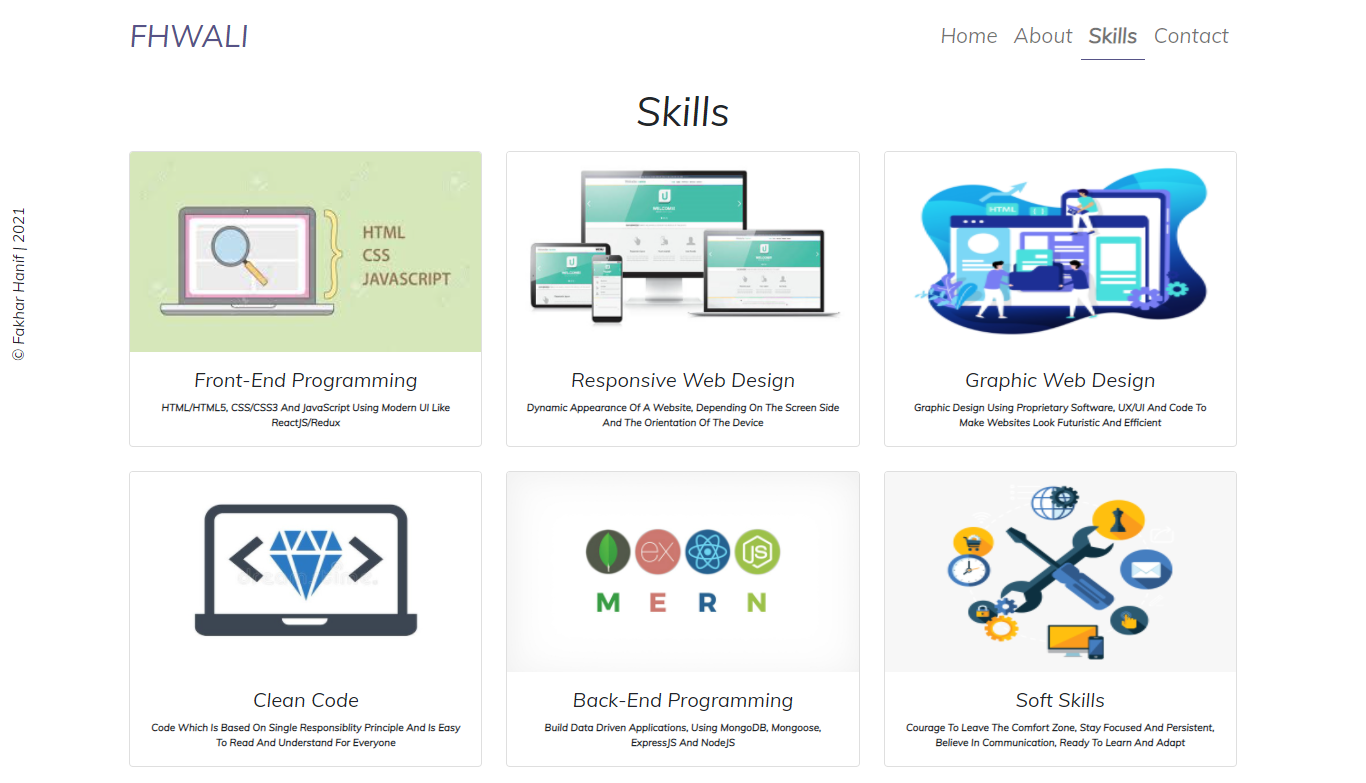 FHWALI
Home About Skills Contact
Skills
© Fakhar Hanif | 2021
HTML
CSS
JAVASCRIPT
WELCOME
HTML
Front-End Programming
HTML/HTML5, CSS/CSS3 And JavaScript Using Modern UI Like
ReactJS/Redux
Responsive Web Design
Dynamic Appearance Of A Website, Depending On The Screen Side
And The Orientation Of The Device
Graphic Web Design
Graphic Design Using Proprietary Software, UX/UI And Code To
Make Websites Look Futuristic And Efficient
ex
JS
M E R N
Clean Code
Code Which Is Based On Single Responsiblity Principle And Is Easy
To Read And Understand For Everyone
Back-End Programming
Build Data Driven Applications, Using MongoDB, Mongoose,
ExpressJS And NodeJS
Soft Skills
Courage To Leave The Comfort Zone, Stay Focused And Persistent,
Believe In Communication, Ready To Learn And Adapt